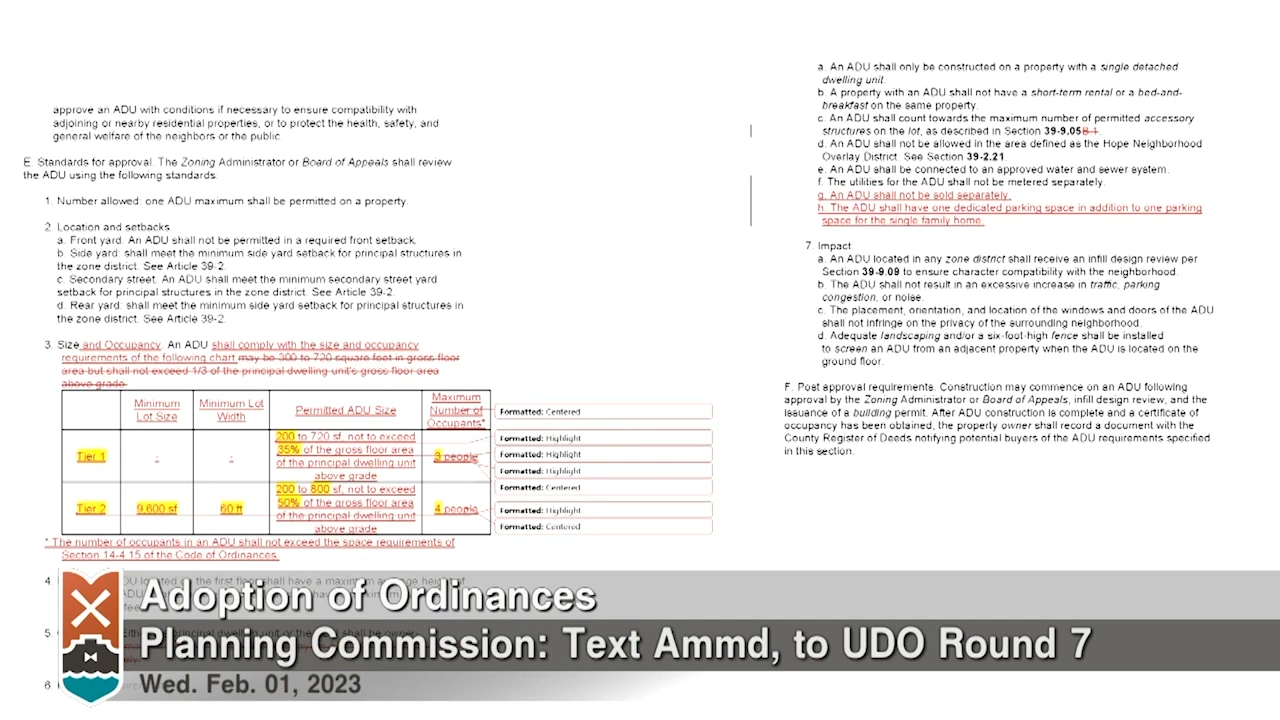 approve an ADU with conditions if necessary to ensure compatibility with
adjoining or nearby residential properties, or to protect the health, safety, and
general welfare of the neighbors or the public.
E. Standards for approval. The Zoning Administrator or Board of Appeals shall review
the ADU using the following standards:
1. Number allowed: one ADU maximum shall be permitted on a property.
2. Location and setbacks
a. Front yard. An ADU shall not be permitted in a required front setback.
b. Side yard: shall meet the minimum side yard setback for principal structures in
the zone district. See Article 39-2.
c. Secondary street. An ADU shall meet the minimum secondary street yard
setback for principal structures in the zone district. See Article 39-2.
d. Rear yard: shall meet the minimum side yard setback for principal structures in
the zone district. See Article 39-2.
3. Size and Occupancy. An ADU shall comply with the size and occupancy
requirements of the following chart may be 300 to 720 square feet in gross floor
area but shall not exceed 1/3 of the principal dwelling unit's gross floor area
above grade.
Minimum Lot Size
Minimum Lot Width
Permitted ADU Size
Maximum Number of Occupants*
Tier 1
-
-
200 to 720 sf, not to exceed
35% of the gross floor area
of the principal dwelling unit
above grade
3 people
Tier 2
9,600 sf
60 ft
200 to 800 sf, not to exceed
50% of the gross floor area
of the principal dwelling unit
above grade
4 people
Formatted: Centered
Formatted: Highlight
Formatted: Highlight
Formatted: Highlight
Formatted: Centered
Formatted: Highlight
Formatted: Centered
* The number of occupants in an ADU shall not exceed the space requirements of
Section 14-4.15 of the Code of Ordinances.
4.
5.
6
a. An ADU shall only be constructed on a property with a single detached
dwelling unit.
b. A property with an ADU shall not have a short-term rental or a bed-and-
breakfast on the same property.
c. An ADU shall count towards the maximum number of permitted accessory
structures on the lot, as described in Section 39-9.05B.1.
d. An ADU shall not be allowed in the area defined as the Hope Neighborhood
Overlay District. See Section 39-2.21
e. An ADU shall be connected to an approved water and sewer system.
f. The utilities for the ADU shall not be metered separately.
g. An ADU shall not be sold separately.
h. The ADU shall have one dedicated parking space in addition to one parking
space for the single family home.
7. Impact
a. An ADU located in any zone district shall receive an infill design review per
Section 39-9.09 to ensure character compatibility with the neighborhood.
b. The ADU shall not result in an excessive increase in traffic, parking
congestion, or noise.
c. The placement, orientation, and location of the windows and doors of the ADU
shall not infringe on the privacy of the surrounding neighborhood.
d. Adequate landscaping and/or a six-foot-high fence shall be installed
to screen an ADU from an adjacent property when the ADU is located on the
ground floor.
F. Post approval requirements. Construction may commence on an ADU following
approval by the Zoning Administrator or Board of Appeals, infill design review, and the
issuance of a building permit. After ADU construction is complete and a certificate of
occupancy has been obtained, the property owner shall record a document with the
County Register of Deeds notifying potential buyers of the ADU requirements specified
in this section.
Adoption of Ordinances
Planning Commission: Text Ammd, to UDO Round 7
Wed. Feb. 01, 2023